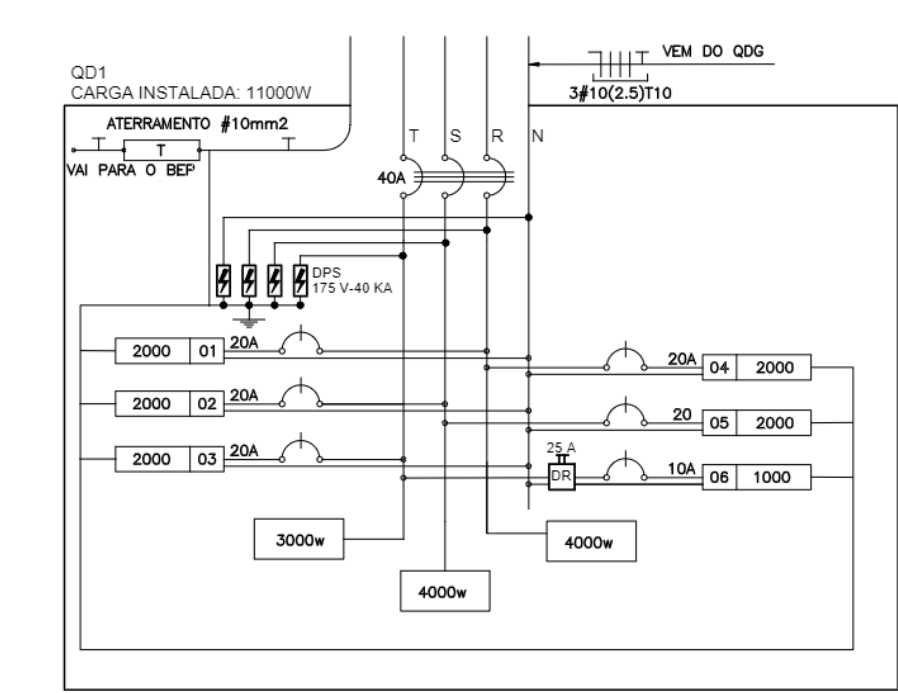 VEM DO QDG
QD1
CARGA INSTALADA: 11000W
3#10(2.5)T10
ATERRAMENTO #10mm2
T
S
R
N
T
VAI PARA O BEP'
40A
DPS
175 V-40 KA
2000 01 20A
20A 04 2000
2000 02 20A
20 05 2000
2000 03 20A
25 A
DR
10A 06 1000
3000w
4000w
4000w